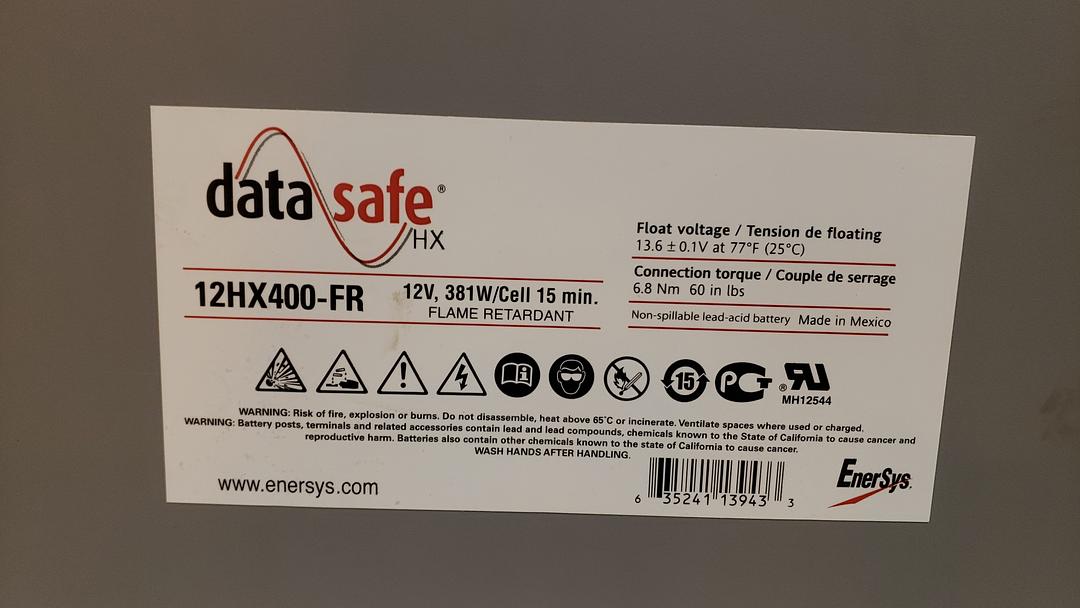 data safe®
HX
12HX400-FR
12V, 381W/Cell 15 min.
FLAME RETARDANT
Float voltage / Tension de floating
13.6 ± 0.1V at 77°F (25°C)
Connection torque / Couple de serrage
6.8 Nm 60 in lbs
Non-spillable lead-acid battery Made in Mexico
15
PCT
® RU
MH12544
WARNING: Risk of fire, explosion or burns. Do not disassemble, heat above 65°C or incinerate. Ventilate spaces where used or charged.
WARNING: Battery posts, terminals and related accessories contain lead and lead compounds, chemicals known to the State of California to cause cancer and
reproductive harm. Batteries also contain other chemicals known to the state of California to cause cancer.
WASH HANDS AFTER HANDLING.
www.enersys.com
6 35241 13943 3
EnerSys.